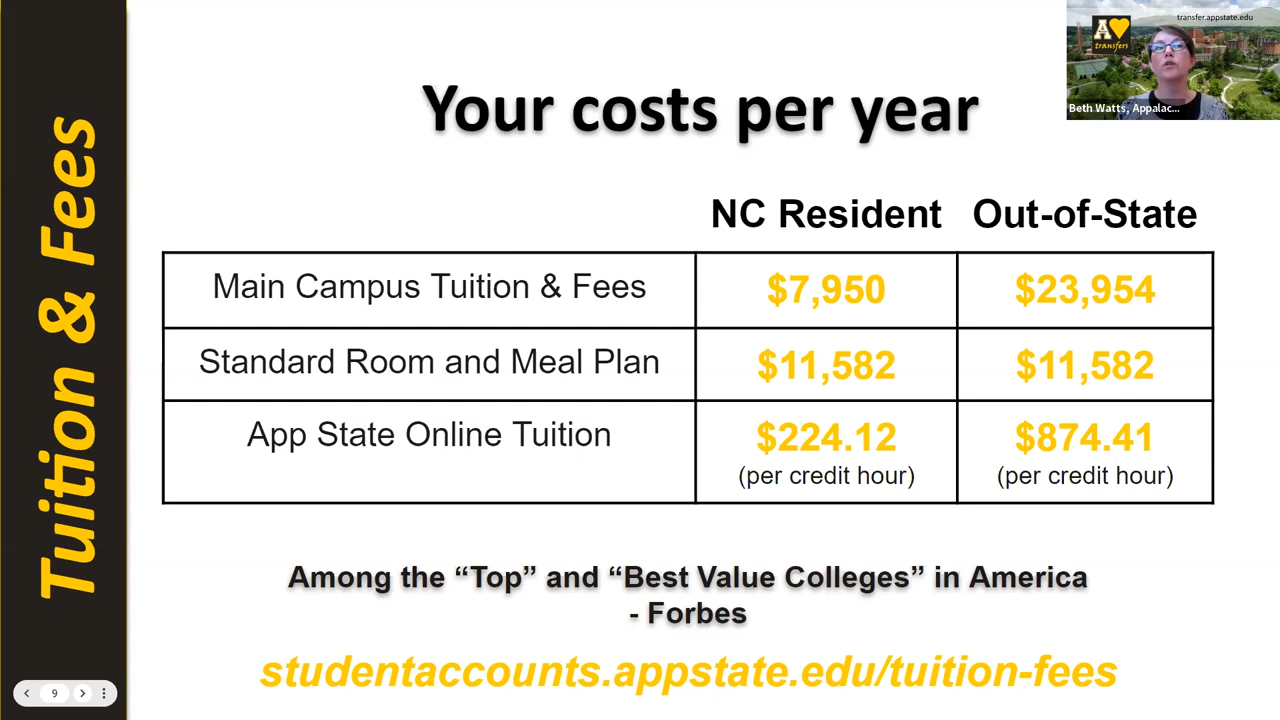 transfer.appstate.edu
A
transfers
Beth Watts, Appalac...
Your costs per year
Tuition & Fees
NC Resident Out-of-State
Main Campus Tuition & Fees $7,950 $23,954
Standard Room and Meal Plan $11,582 $11,582
App State Online Tuition $224.12 $874.41
(per credit hour) (per credit hour)
Among the “Top” and “Best Value Colleges” in America
- Forbes
studentaccounts.appstate.edu/tuition-fees
9